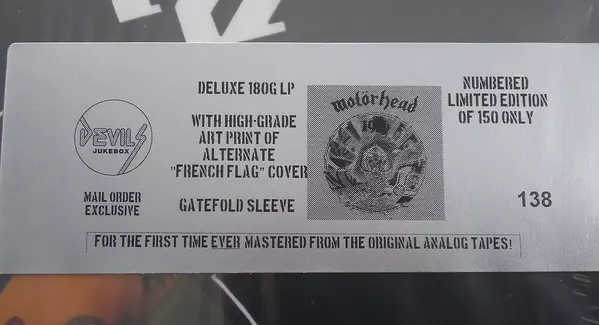 DEVILS
JUKEBOX
MAIL ORDER
EXCLUSIVE
DELUXE 180G LP
WITH HIGH-GRADE
ART PRINT OF
ALTERNATE
"FRENCH FLAG" COVER
GATEFOLD SLEEVE
motörhead
NUMBERED
LIMITED EDITION
OF 150 ONLY
138
FOR THE FIRST TIME EVER MASTERED FROM THE ORIGINAL ANALOG TAPES!